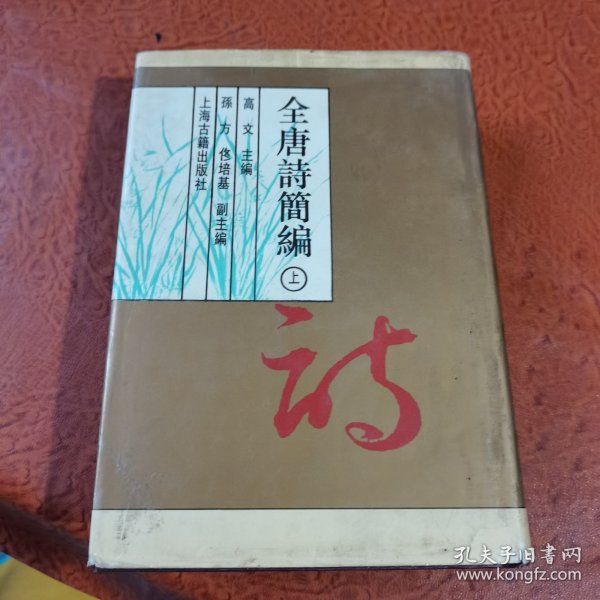 全唐詩簡編
上
高文 主編
孫方 佟培基 副主編
上海古籍出版社
詩
孔夫子旧书网
www.kongfz.com